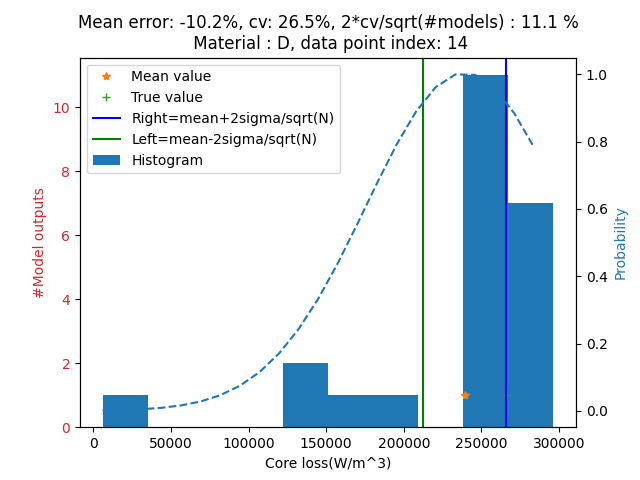 Mean error: -10.2%, cv: 26.5%, 2*cv/sqrt(#models) : 11.1 %
Material : D, data point index: 14
Mean value
True value
Right=mean+2sigma/sqrt(N)
Left=mean-2sigma/sqrt(N)
Histogram
#Model outputs
10
8
6
4
2
0
1.0
0.8
0.6
0.4
0.2
0.0
Probability
0 50000 100000 150000 200000 250000 300000
Core loss(W/m^3)